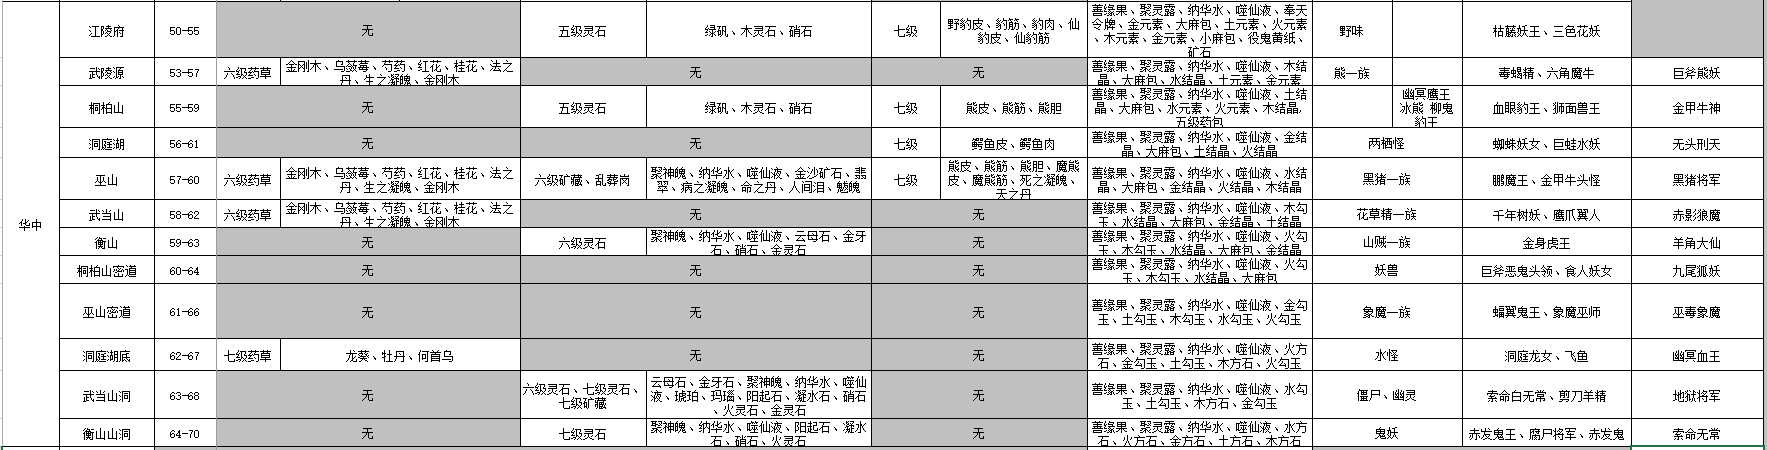 华中
江陵府 50-55 无 五级灵石 绿矾、木灵石、硝石 七级 野豹皮、豹筋、豹肉、仙
豹皮、仙豹筋 善缘果、聚灵露、纳华水、噬仙液、奉天
令牌、金元素、大麻包、土元素、火元素
、木元素、金元素、小麻包、役鬼黄纸、
矿石 野味 枯藤妖王、三色花妖
武陵源 53-57 六级药草 金刚木、乌蔹莓、芍药、红花、桂花、法之
丹、生之凝魄、金刚木 无 无 善缘果、聚灵露、纳华水、噬仙液、木结
晶、大麻包、水结晶、土元素、金元素 熊一族 毒蝎精、六角魔牛 巨斧熊妖
桐柏山 55-59 无 五级灵石 绿矾、木灵石、硝石 七级 熊皮、熊筋、熊胆 善缘果、聚灵露、纳华水、噬仙液、土结
晶、大麻包、水元素、火元素、木结晶,
五级药包 幽冥鹰王
冰熊 柳鬼
豹王 血眼豹王、狮面兽王 金甲牛神
洞庭湖 56-61 无 无 七级 鳄鱼皮、鳄鱼肉 善缘果、聚灵露、纳华水、噬仙液、金结
晶、大麻包、土结晶、火结晶 两栖怪 蜘蛛妖女、巨蛙水妖 无头刑天
巫山 57-60 六级药草 金刚木、乌蔹莓、芍药、红花、桂花、法之
丹、生之凝魄、金刚木 六级矿藏、乱葬岗 聚神魄、纳华水、噬仙液、金沙矿石、翡
翠、病之凝魄、命之丹、人间泪、魍魉 七级 熊皮、熊筋、熊胆、魔熊
皮、魔熊筋、死之凝魄、
天之丹 善缘果、聚灵露、纳华水、噬仙液、水结
晶、大麻包、金结晶、火结晶、木结晶 黑猪一族 鹏魔王、金甲牛头怪 黑猪将军
武当山 58-62 六级药草 金刚木、乌蔹莓、芍药、红花、桂花、法之
丹、生之凝魄、金刚木 无 无 善缘果、聚灵露、纳华水、噬仙液、木勾
玉、水结晶、大麻包、金结晶、土结晶 花草精一族 千年树妖、鹰爪翼人 赤影狼魔
衡山 59-63 无 六级灵石 聚神魄、纳华水、噬仙液、云母石、金牙
石、硝石、金灵石 无 善缘果、聚灵露、纳华水、噬仙液、火勾
玉、木勾玉、水结晶、大麻包、金结晶 山贼一族 金身虎王 羊角大仙
桐柏山密道 60-64 无 无 无 善缘果、聚灵露、纳华水、噬仙液、火勾
玉、木勾玉、水结晶、大麻包 妖兽 巨斧恶鬼头领、食人妖女 九尾狐妖
巫山密道 61-66 无 无 无 善缘果、聚灵露、纳华水、噬仙液、金勾
玉、土勾玉、木勾玉、水勾玉、火勾玉 象魔一族 蝠翼鬼王、象魔巫师 巫毒象魔
洞庭湖底 62-67 七级药草 龙葵、牡丹、何首乌 无 无 善缘果、聚灵露、纳华水、噬仙液、火方
石、金勾玉、土勾玉、木方石、火勾玉 水怪 洞庭龙女、飞鱼 幽冥血王
武当山洞 63-68 无 六级灵石、七级灵石、
七级矿藏 云母石、金牙石、聚神魄、纳华水、噬仙
液、琥珀、玛瑙、阳起石、凝水石、硝石
、火灵石、金灵石 无 善缘果、聚灵露、纳华水、噬仙液、水勾
玉、土勾玉、木方石、金勾玉 僵尸、幽灵 索命白无常、剪刀羊精 地狱将军
衡山山洞 64-70 无 七级灵石 聚神魄、纳华水、噬仙液、阳起石、凝水
石、硝石、火灵石 无 善缘果、聚灵露、纳华水、噬仙液、水方
石、火方石、金方石、土方石、木方石 鬼妖 赤发鬼王、腐尸将军、赤发鬼 索命无常